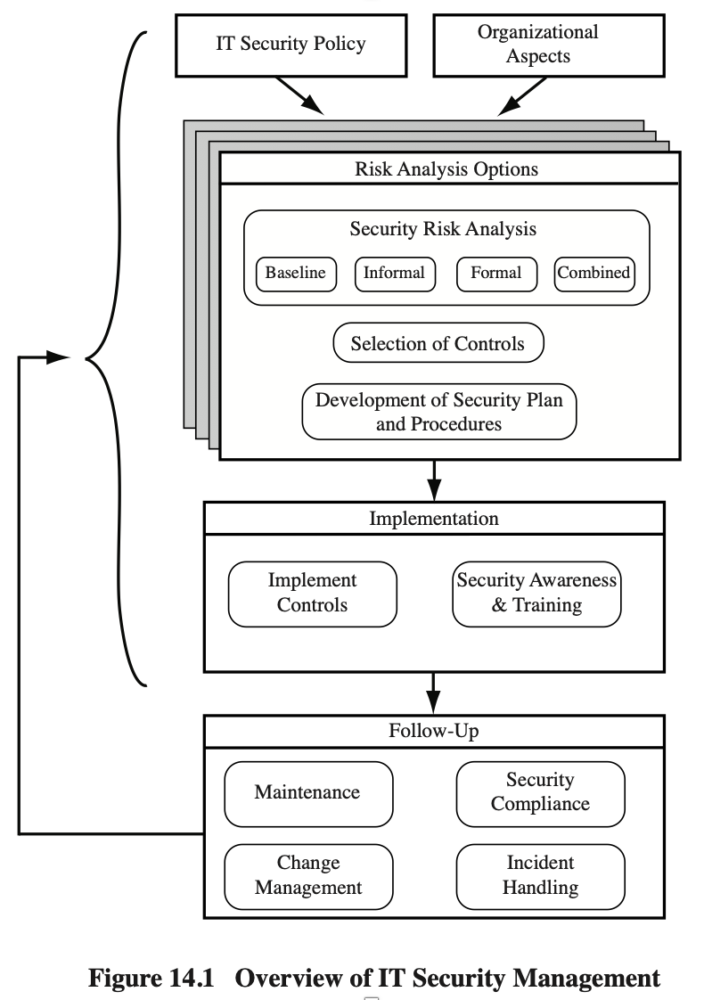 IT Security Policy
Organizational
Aspects
Risk Analysis Options
Security Risk Analysis
Baseline
Informal
Formal
Combined
Selection of Controls
Development of Security Plan
and Procedures
Implementation
Implement
Controls
Security Awareness
& Training
Follow-Up
Maintenance
Security
Compliance
Change
Management
Incident
Handling
Figure 14.1 Overview of IT Security Management